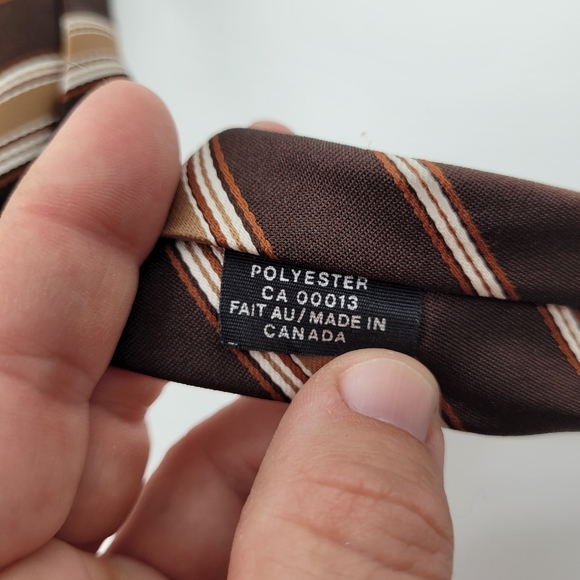 POLYESTER
CA 00013
FAIT AU/MADE IN
CANADA